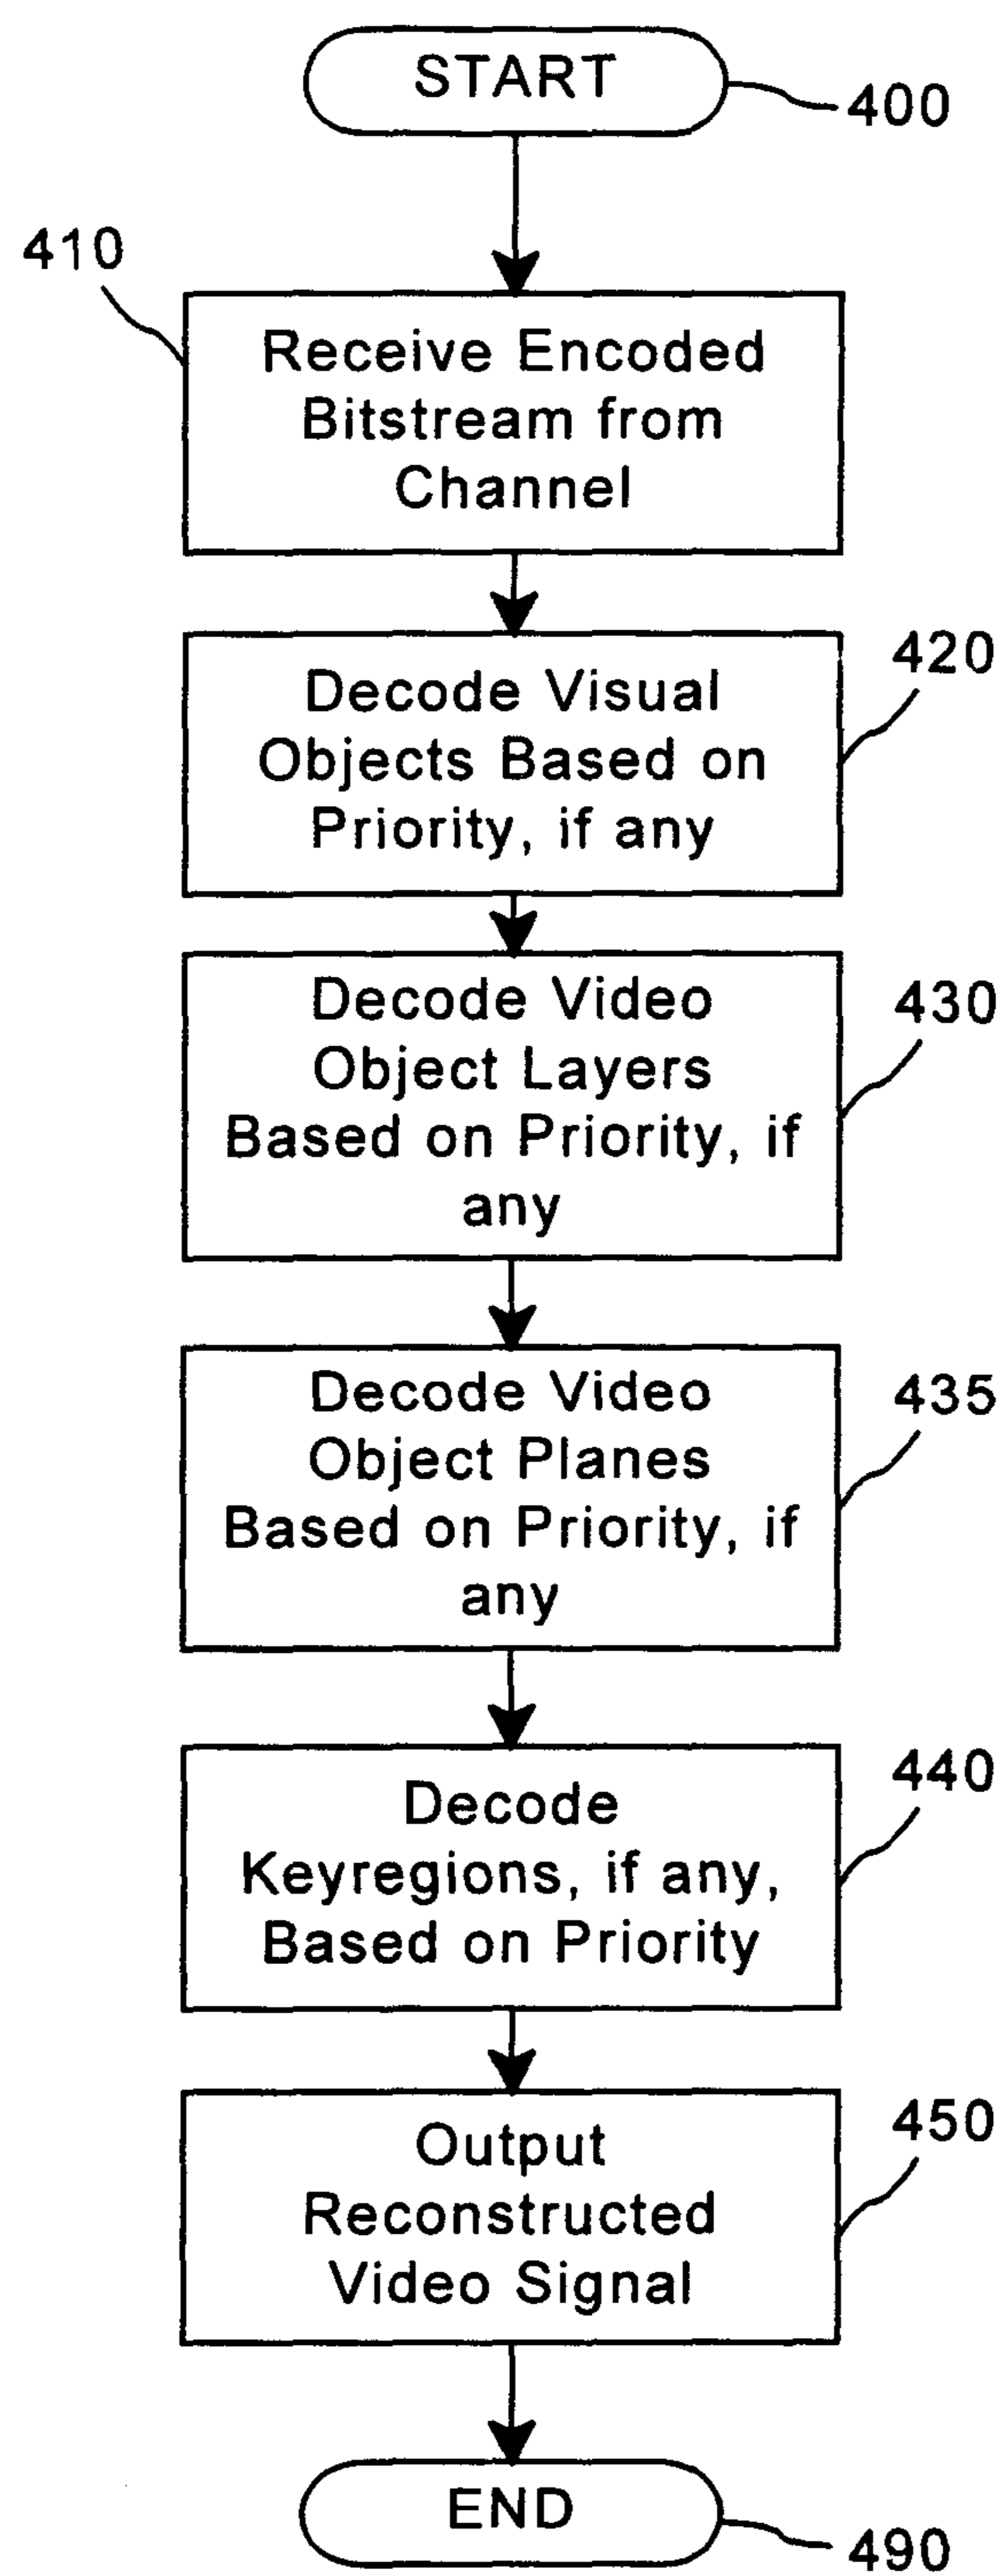 START
400
410
Receive Encoded
Bitstream from
Channel
420
Decode Visual
Objects Based on
Priority, if any
430
Decode Video
Object Layers
Based on Priority, if
any
435
Decode Video
Object Planes
Based on Priority, if
any
440
Decode
Keyregions, if any,
Based on Priority
450
Output
Reconstructed
Video Signal
END
490